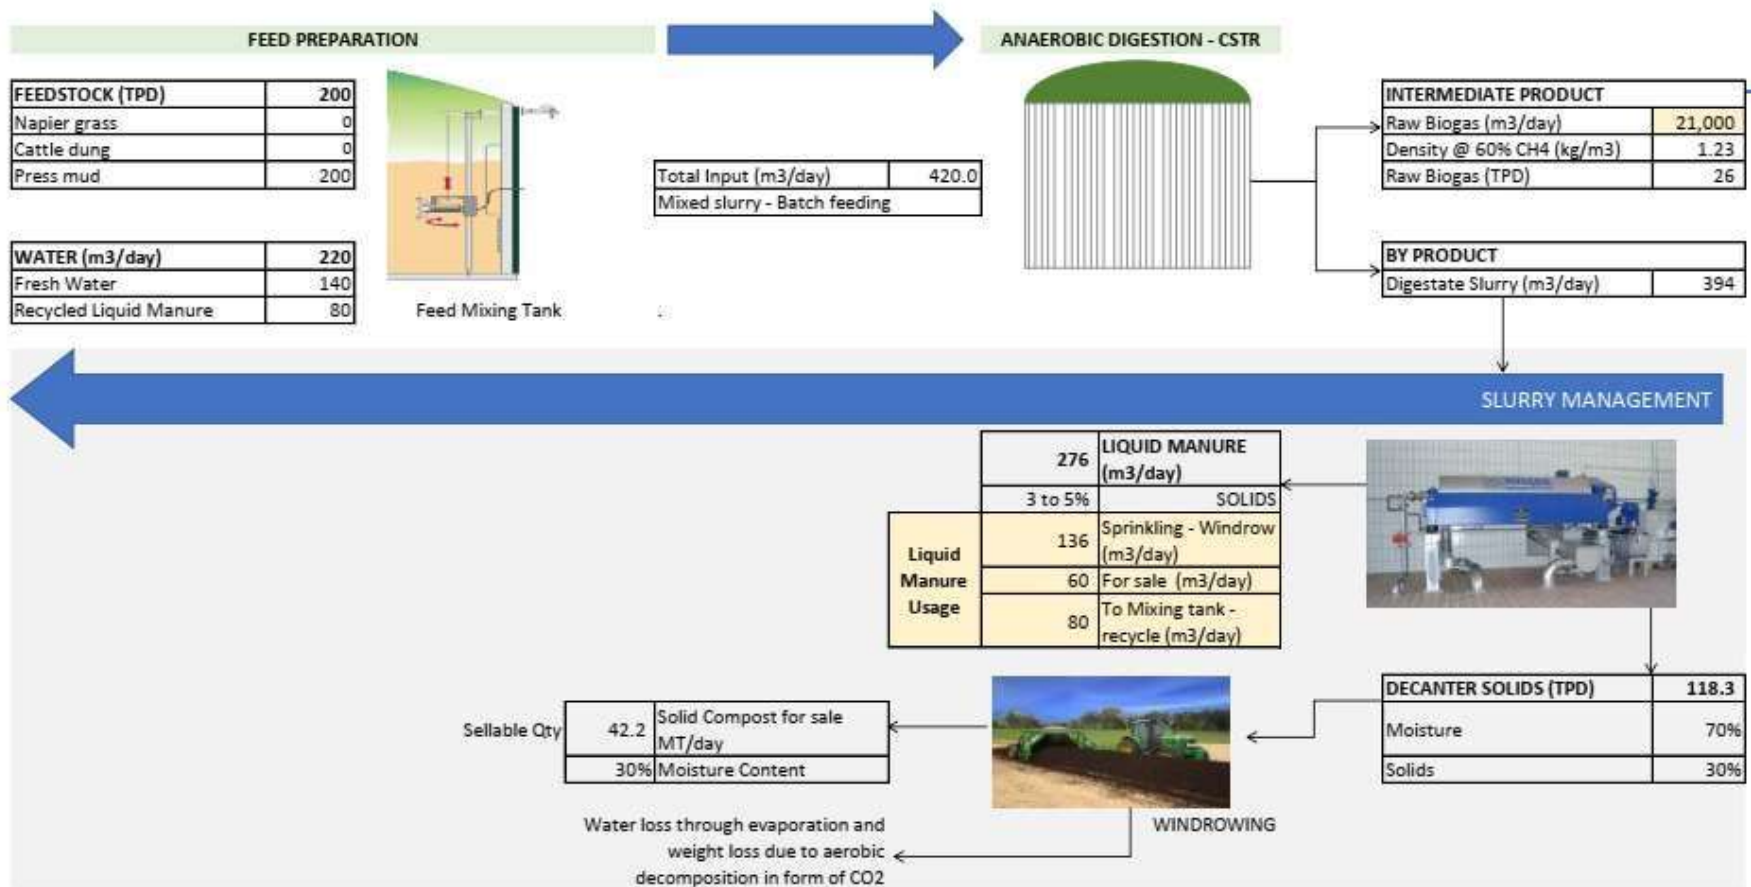 FEED PREPARATION
ANAEROBIC DIGESTION - CSTR
FEEDSTOCK (TPD) 200
Napier grass 0
Cattle dung 0
Press mud 200
WATER (m3/day) 220
Fresh Water 140
Recycled Liquid Manure 80
Feed Mixing Tank
.
Total Input (m3/day) 420.0
Mixed slurry - Batch feeding
INTERMEDIATE PRODUCT
Raw Biogas (m3/day) 21,000
Density @ 60% CH4 (kg/m3) 1.23
Raw Biogas (TPD) 26
BY PRODUCT
Digestate Slurry (m3/day) 394
SLURRY MANAGEMENT
276 LIQUID MANURE
(m3/day)
3 to 5% SOLIDS
Liquid
Manure
Usage
136 Sprinkling - Windrow
(m3/day)
60 For sale (m3/day)
80 To Mixing tank -
recycle (m3/day)
DECANTER SOLIDS (TPD) 118.3
Moisture 70%
Solids 30%
Sellable Qty 42.2 Solid Compost for sale
MT/day
30% Moisture Content
WINDROWING
Water loss through evaporation and
weight loss due to aerobic
decomposition in form of CO2